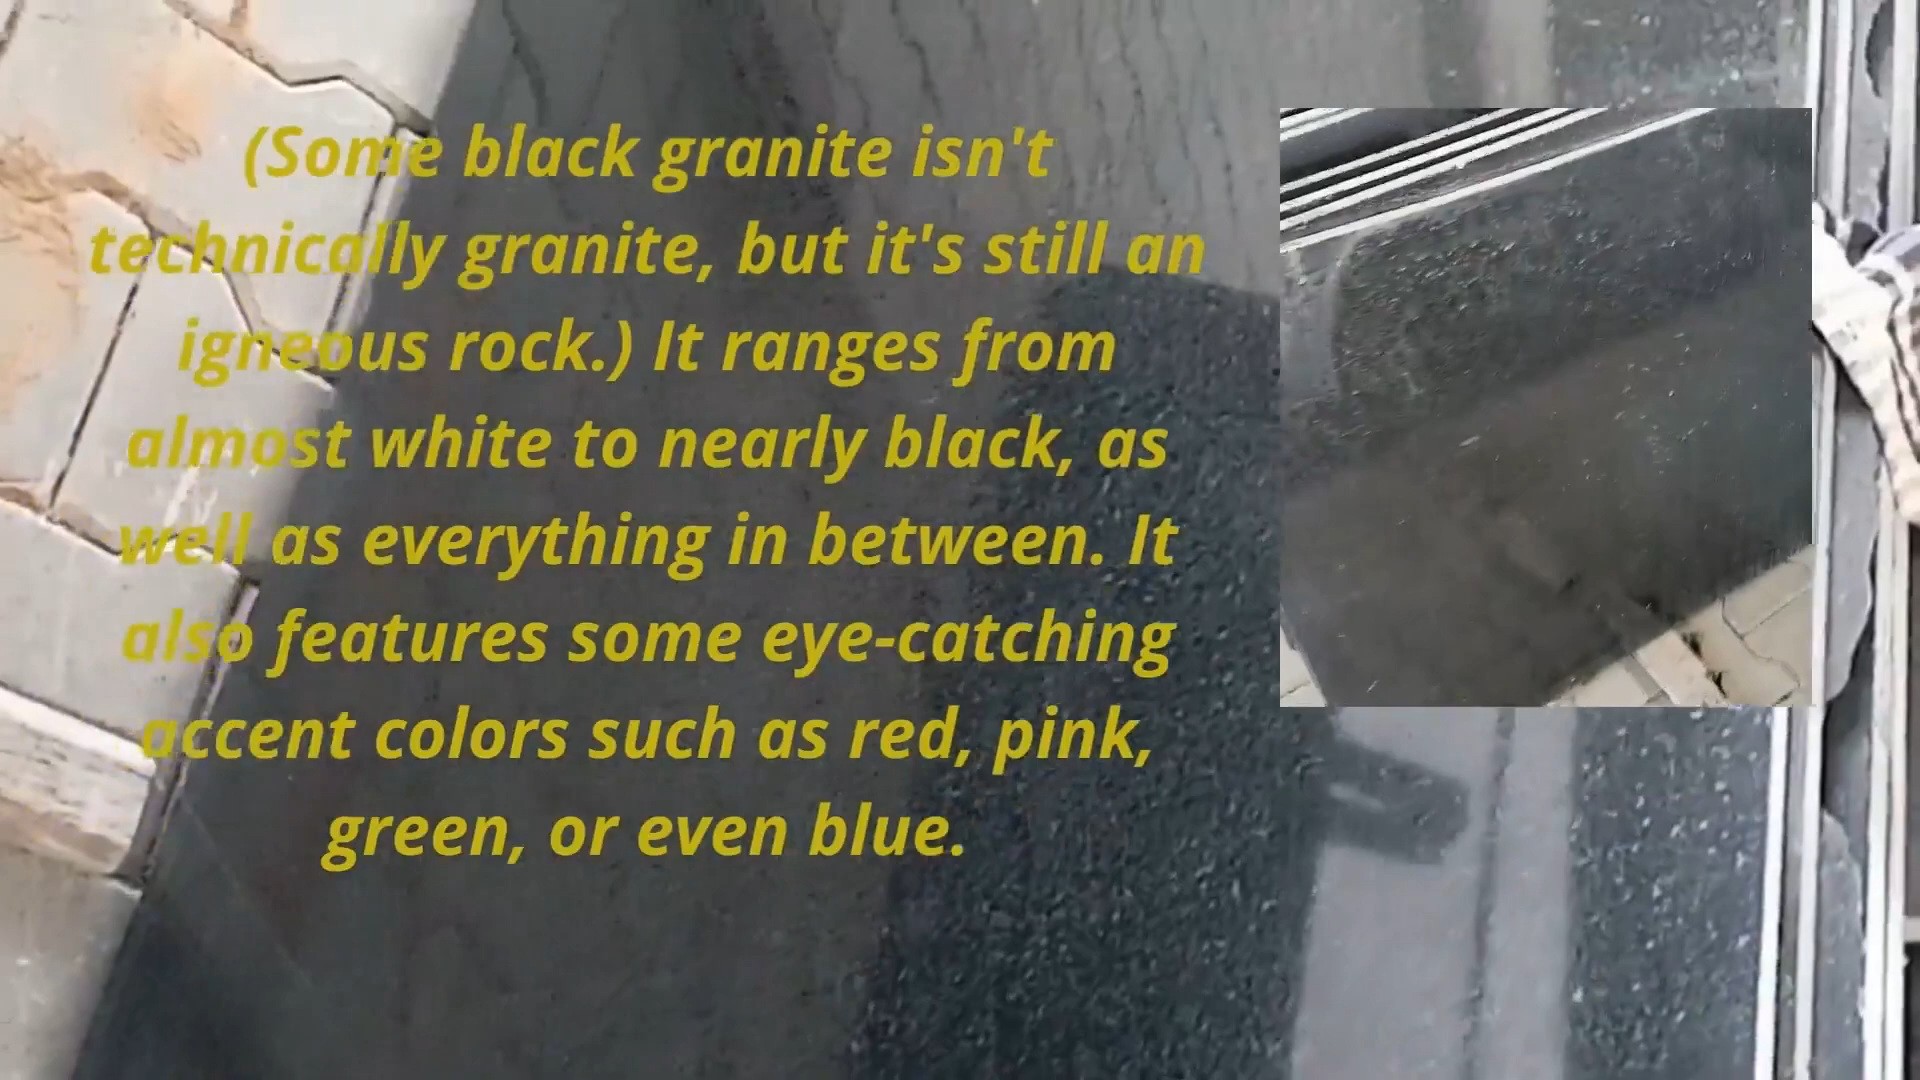 (Some black granite isn't
technically granite, but it's still an
igneous rock.) It ranges from
almost white to nearly black, as
well as everything in between. It
also features some eye-catching
accent colors such as red, pink,
green, or even blue.